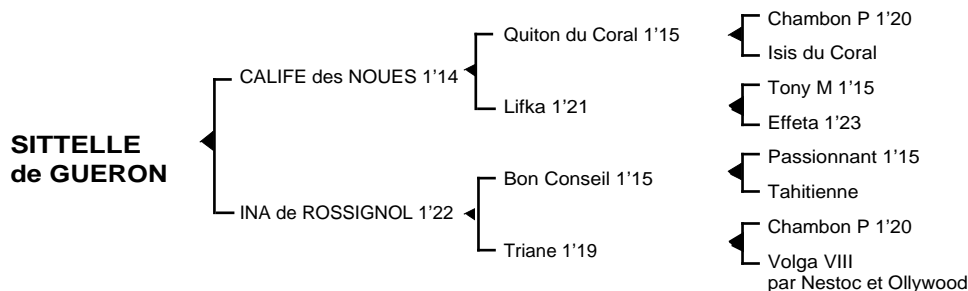 SITTELLE
de GUERON
CALIFE des NOUES 1’14
INA de ROSSIGNOL 1’22
Quiton du Coral 1’15
Lifka 1’21
Bon Conseil 1’15
Triane 1’19
Chambon P 1’20
Isis du Coral
Tony M 1’15
Effeta 1’23
Passionnant 1’15
Tahitienne
Chambon P 1’20
Volga VIII
par Nestoc et Ollywood